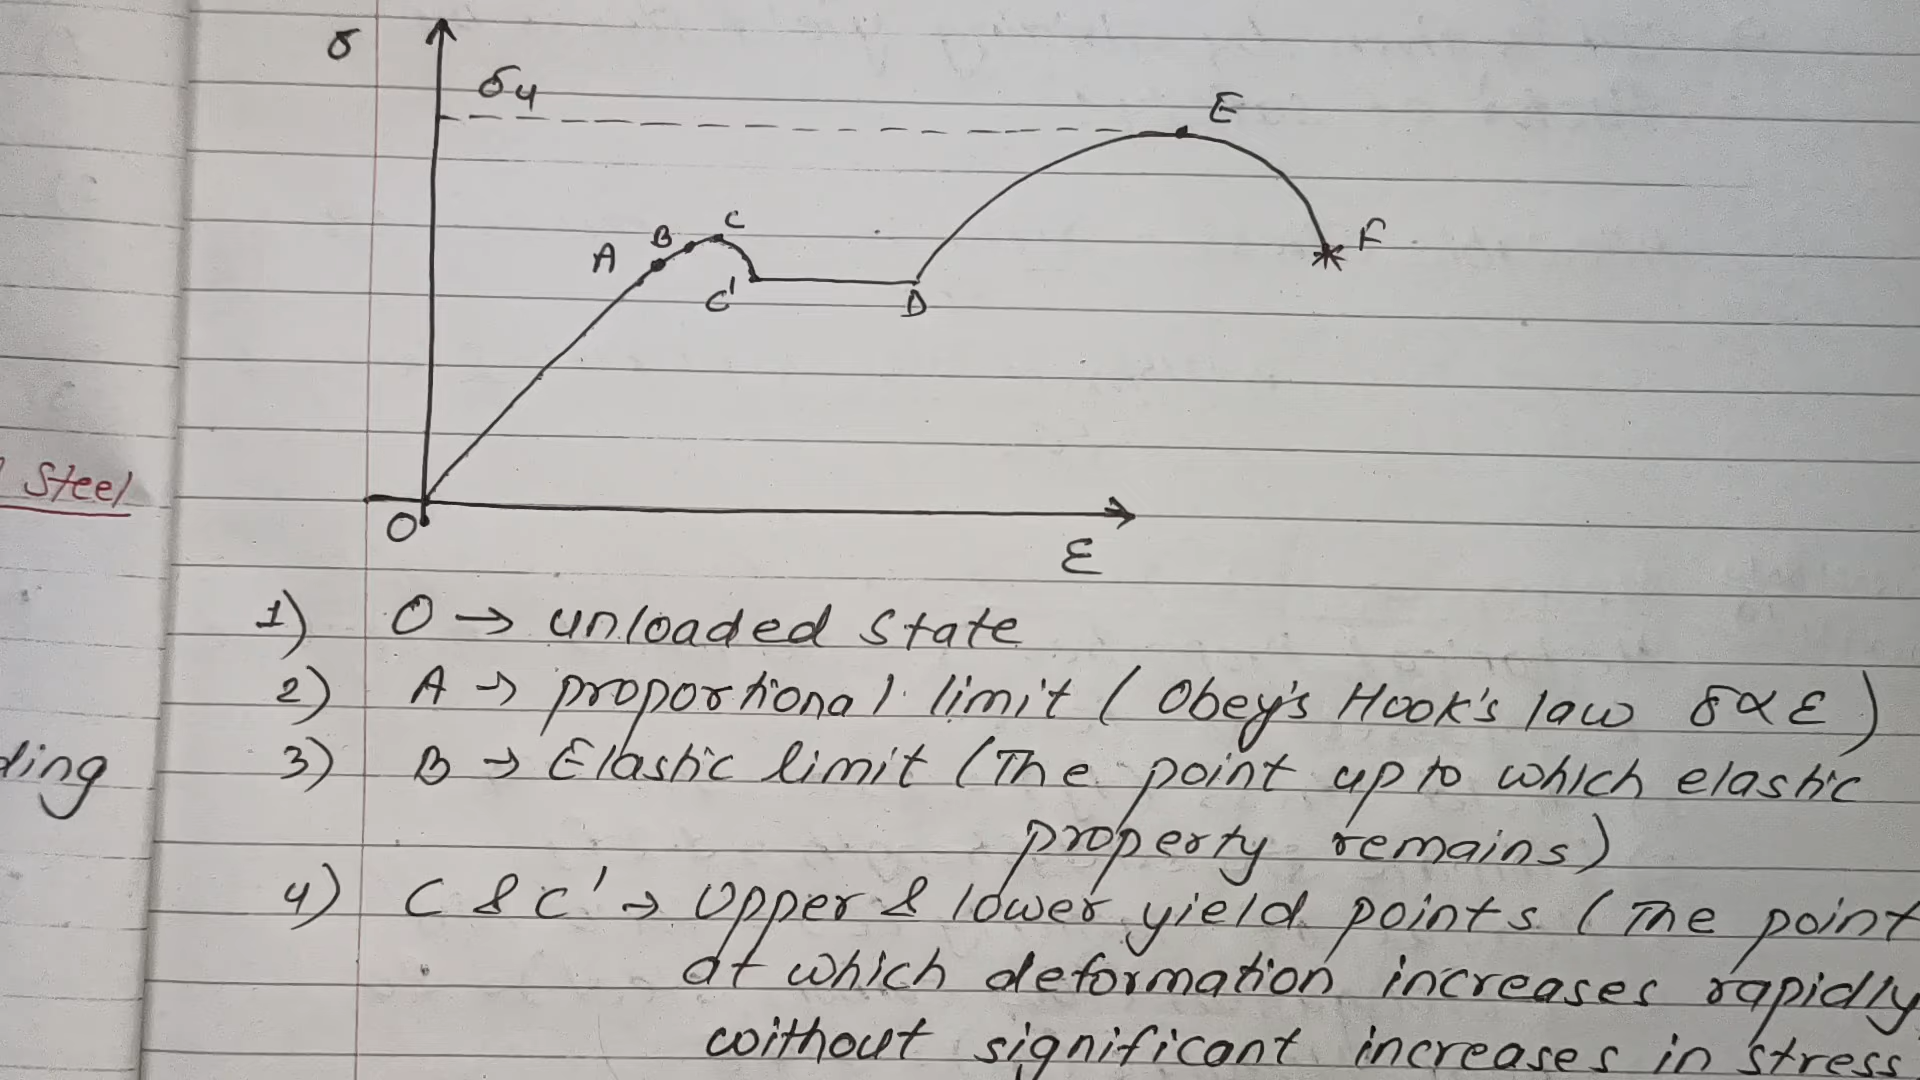 σ
σu
E
F
C
B
A
C'
D
Steel
O
ε
1) O → unloaded state
2) A → proportional limit ( Obey's Hook's law σ ∝ ε )
3) B → Elastic limit (The point up to which elastic
ding
property remains)
4) C & C' → Upper & lower yield points (The point
at which deformation increases rapidly
without significant increases in stress